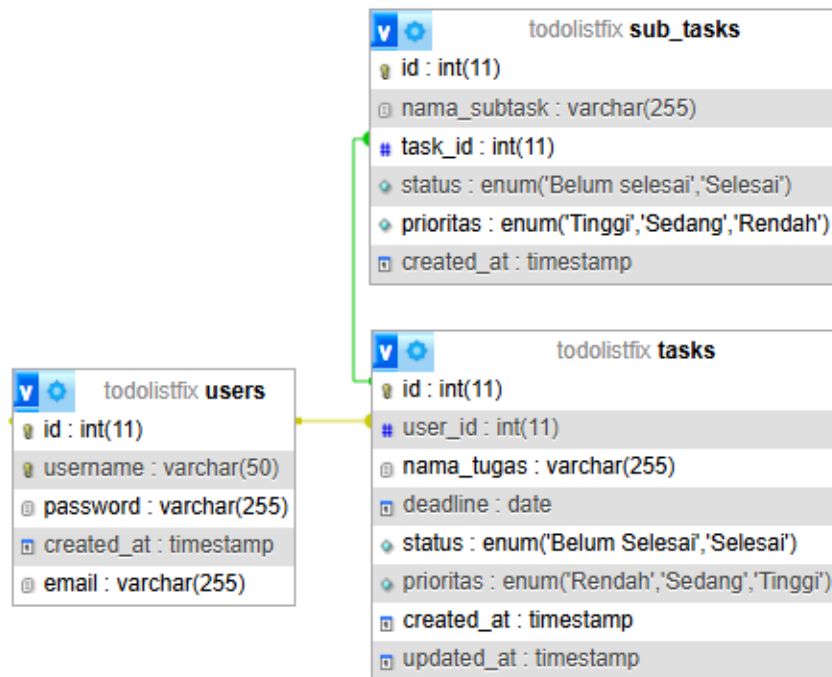 todolistfix sub_tasks
id : int(11)
nama_subtask : varchar(255)
task_id : int(11)
status : enum('Belum selesai','Selesai')
prioritas : enum('Tinggi','Sedang','Rendah')
created_at : timestamp
todolistfix users
id : int(11)
username : varchar(50)
password : varchar(255)
created_at : timestamp
email : varchar(255)
todolistfix tasks
id : int(11)
user_id : int(11)
nama_tugas : varchar(255)
deadline : date
status : enum('Belum Selesai','Selesai')
prioritas : enum('Rendah','Sedang','Tinggi')
created_at : timestamp
updated_at : timestamp